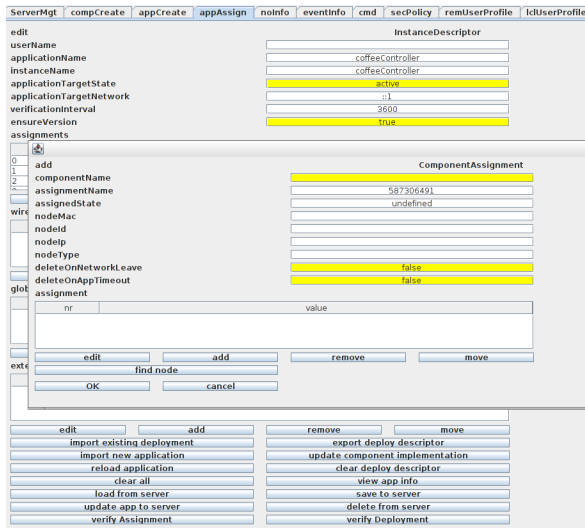 ServerMgt compCreate appCreate appAssign noInfo eventInfo cmd secPolicy remUserProfile lclUserProfile
edit InstanceDescriptor
userName
applicationName coffeeController
instanceName coffeeController
applicationTargetState active
applicationTargetNetwork ::1
verificationInterval 3600
ensureVersion true
assignments
0
1
2
add ComponentAssignment
componentName
assignmentName 587306491
assignedState undefined
nodeMac
nodeId
nodeIp
nodeType
deleteOnNetworkLeave false
deleteOnAppTimeout false
assignment
nr value
edit add remove move
find node
OK cancel
wire
glob
exte
edit add remove move
import existing deployment export deploy descriptor
import new application update component implementation
reload application clear deploy descriptor
clear all view app info
load from server save to server
update app to server delete from server
verify Assignment verify Deployment